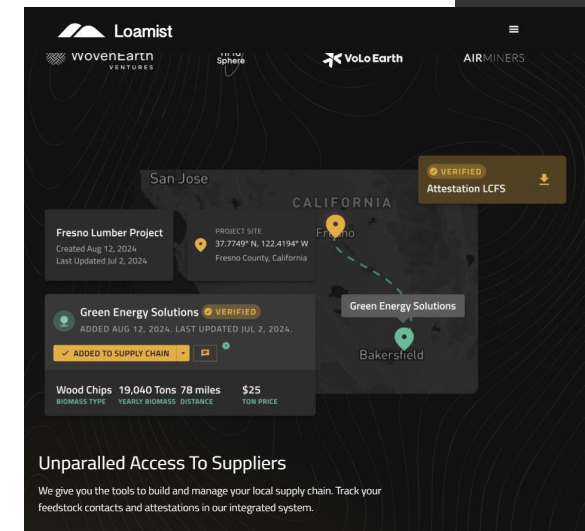 Loamist
WovenEarth
VENTURES
Sphere
VoLo Earth
AIRMINERS
San Jose
CALIFORNIA
Fresno
VERIFIED
Attestation LCFS
Fresno Lumber Project
Created Aug 12, 2024
Last Updated Jul 2, 2024
PROJECT SITE
37.7749° N, 122.4194° W
Fresno County, California
Green Energy Solutions VERIFIED
ADDED AUG 12, 2024. LAST UPDATED JUL 2, 2024.
ADDED TO SUPPLY CHAIN
Green Energy Solutions
Bakersfield
Wood Chips 19,040 Tons 78 miles $25
BIOMASS TYPE YEARLY BIOMASS DISTANCE TON PRICE
Unparalled Access To Suppliers
We give you the tools to build and manage your local supply chain. Track your
feedstock contacts and attestations in our integrated system.